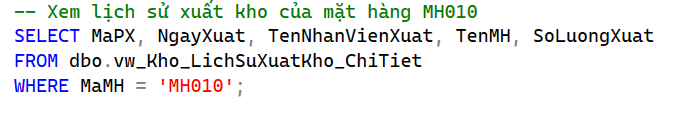 -- Xem lịch sử xuất kho của mặt hàng MH010
SELECT MaPX, NgayXuat, TenNhanVienXuat, TenMH, SoLuongXuat
FROM dbo.vw_Kho_LichSuXuatKho_ChiTiet
WHERE MaMH = 'MH010';